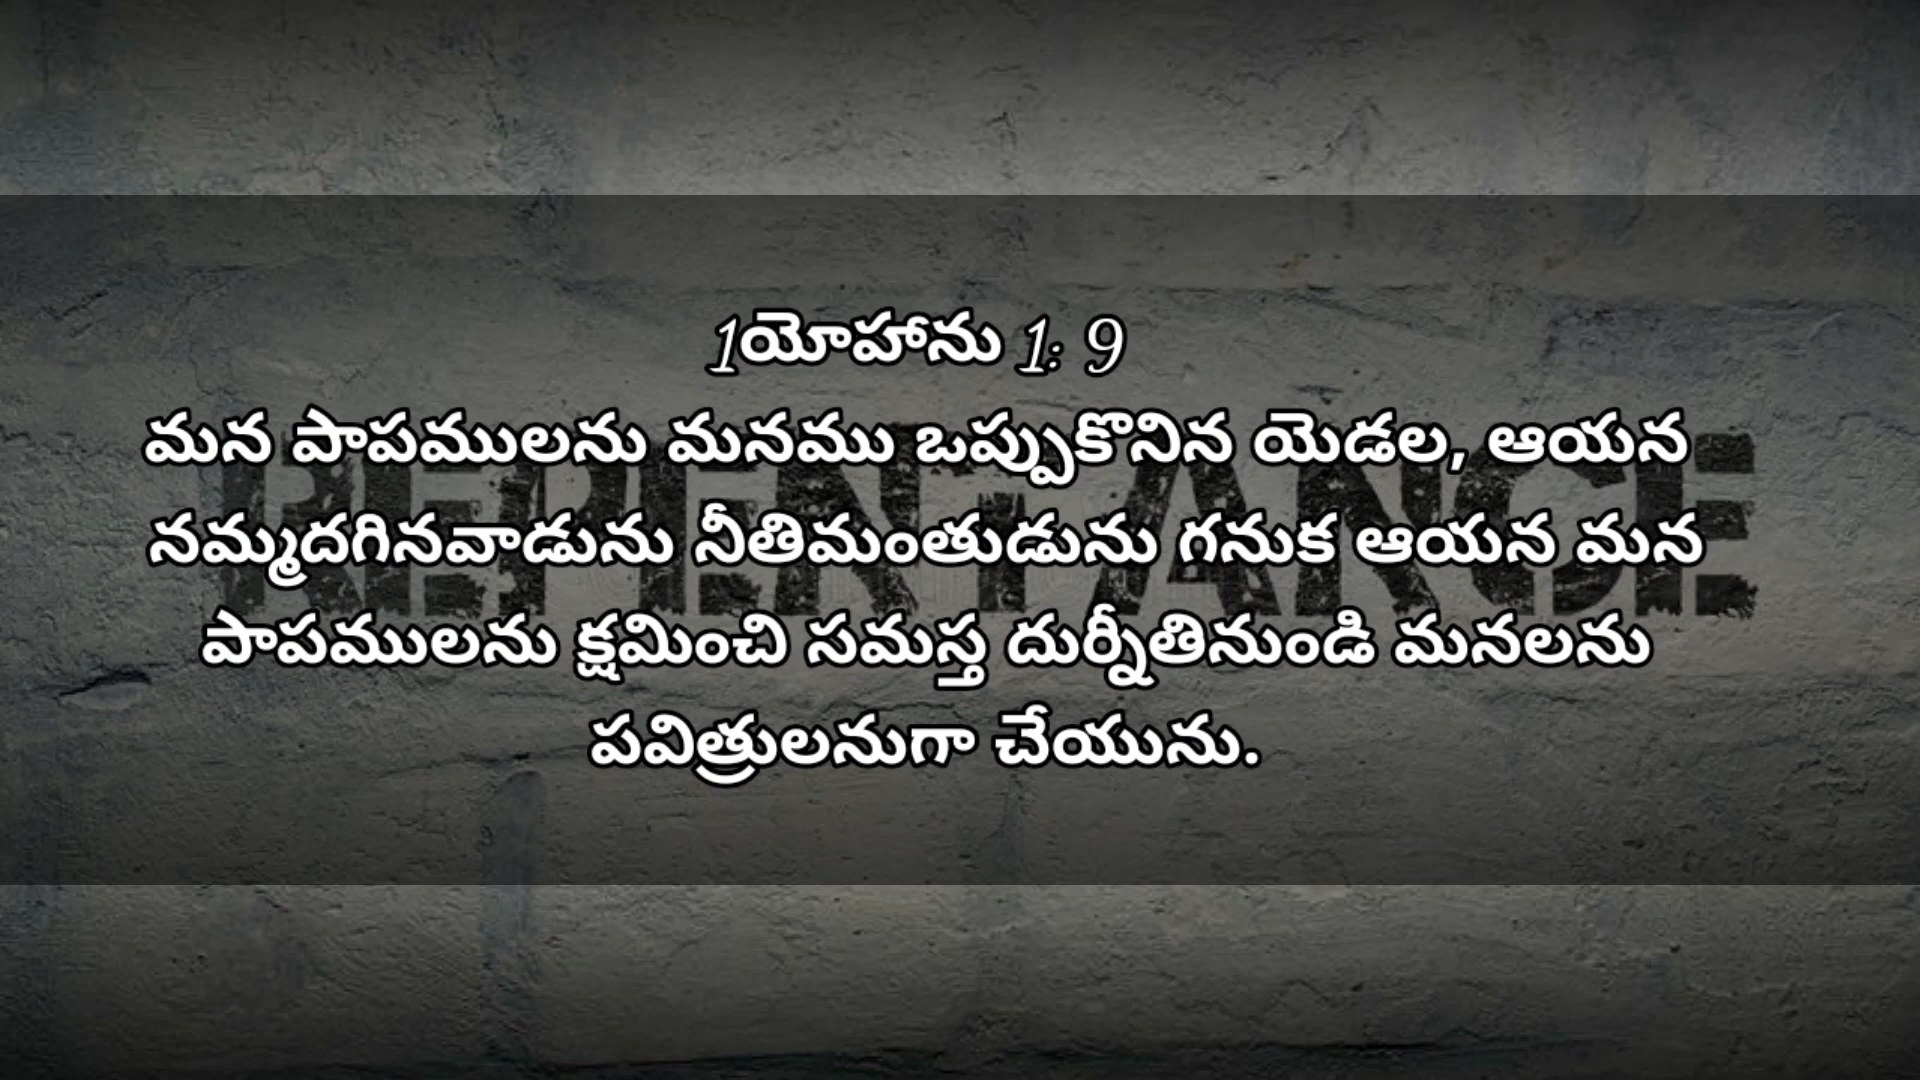 1యోహాను 1: 9
మన పాపములను మనము ఒప్పుకొనిన యెడల, ఆయన
నమ్మదగినవాడును నీతిమంతుడును గనుక ఆయన మన
పాపములను క్షమించి సమస్త దుర్నీతినుండి మనలను
పవిత్రులనుగా చేయును.
REPENTANCE